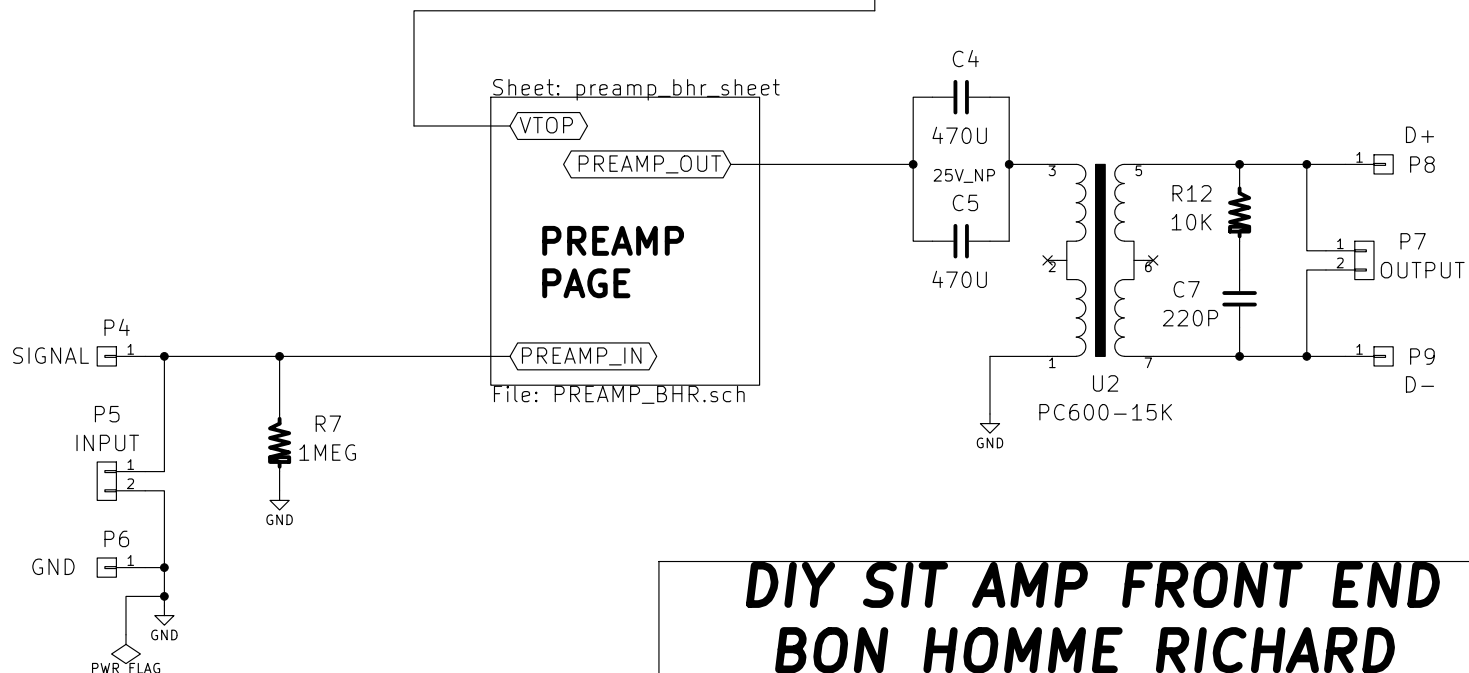 Sheet: preamp_bhr_sheet
VTOP
PREAMP_OUT
PREAMP
PAGE
PREAMP_IN
File: PREAMP_BHR.sch
C4
470U
25V_NP
C5
470U
3
2
1
5
6
7
U2
PC600-15K
GND
R12
10K
C7
220P
D+
1 P8
P7
1
2
OUTPUT
1 P9
D-
P4
SIGNAL 1
P5
INPUT
1
2
P6
GND 1
GND
PWR_FLAG
R7
1MEG
GND
DIY SIT AMP FRONT END
BON HOMME RICHARD